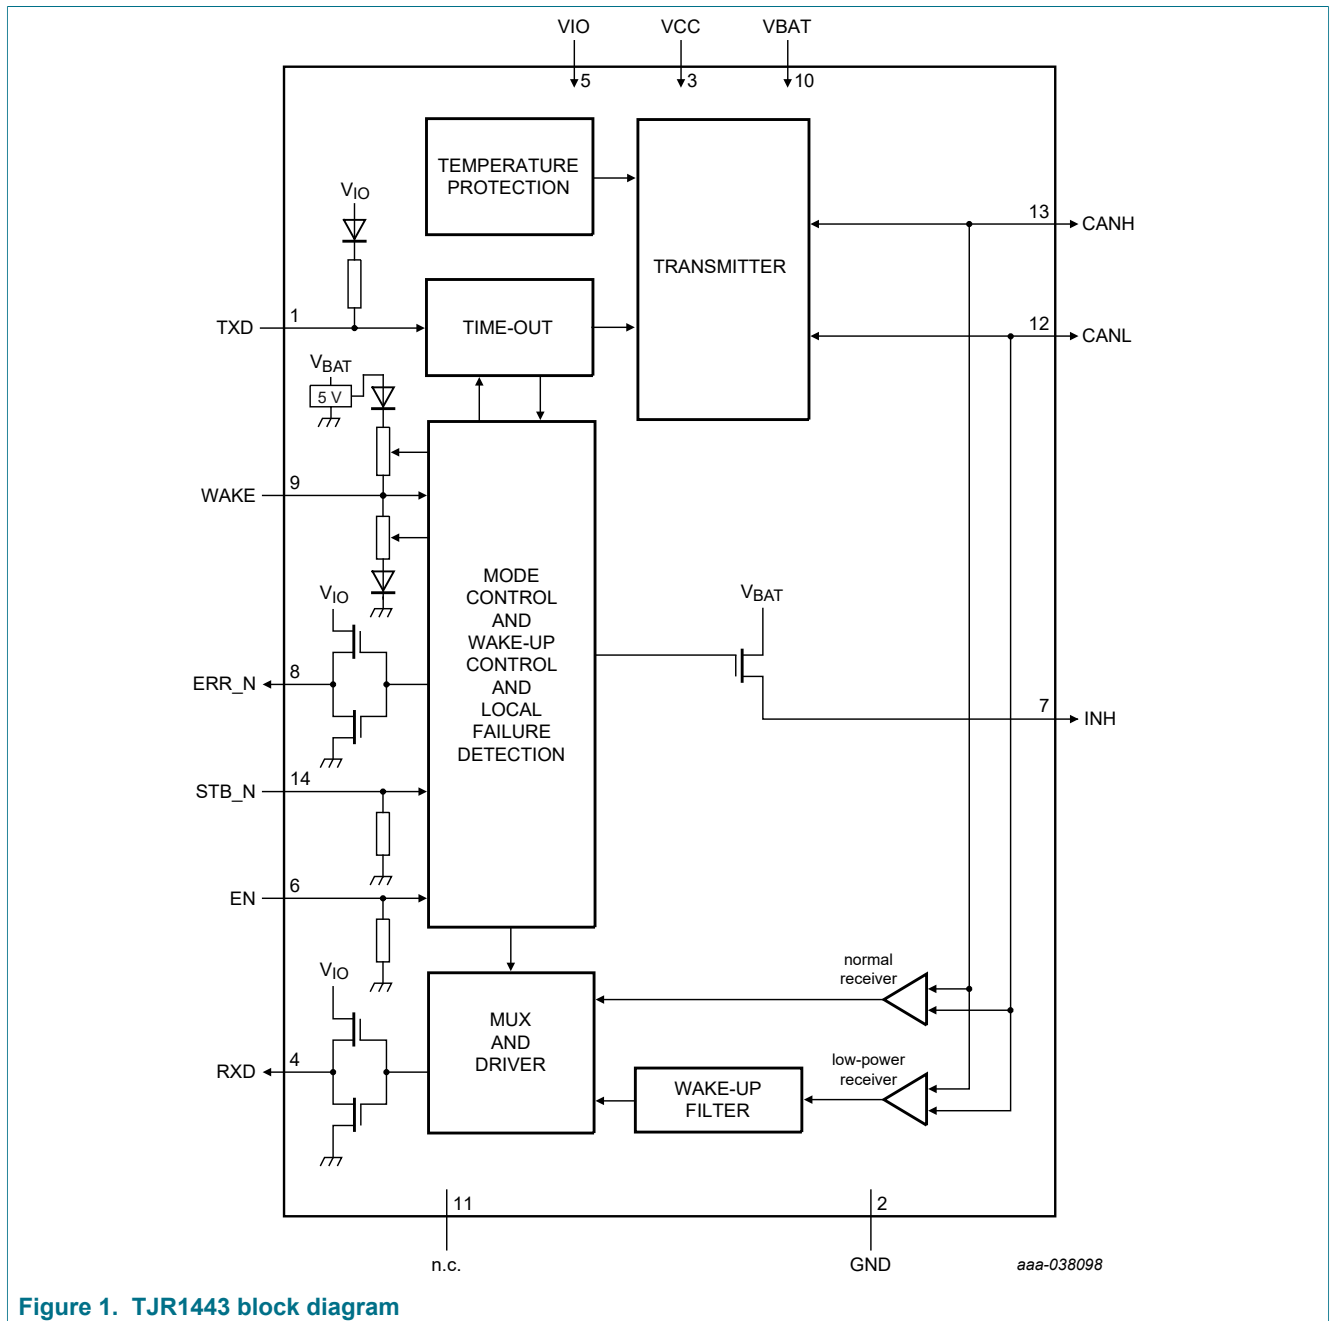 VIO VCC VBAT
5 3 10
TEMPERATURE
PROTECTION
VIO
TRANSMITTER
13 CANH
TXD 1
TIME-OUT
12 CANL
VBAT
5 V
WAKE 9
MODE
CONTROL
AND
WAKE-UP
CONTROL
AND
LOCAL
FAILURE
DETECTION
VIO
ERR_N 8
VBAT
7 INH
STB_N 14
EN 6
VIO
RXD 4
MUX
AND
DRIVER
normal
receiver
low-power
receiver
WAKE-UP
FILTER
11
n.c.
2
GND
aaa-038098
Figure 1. TJR1443 block diagram